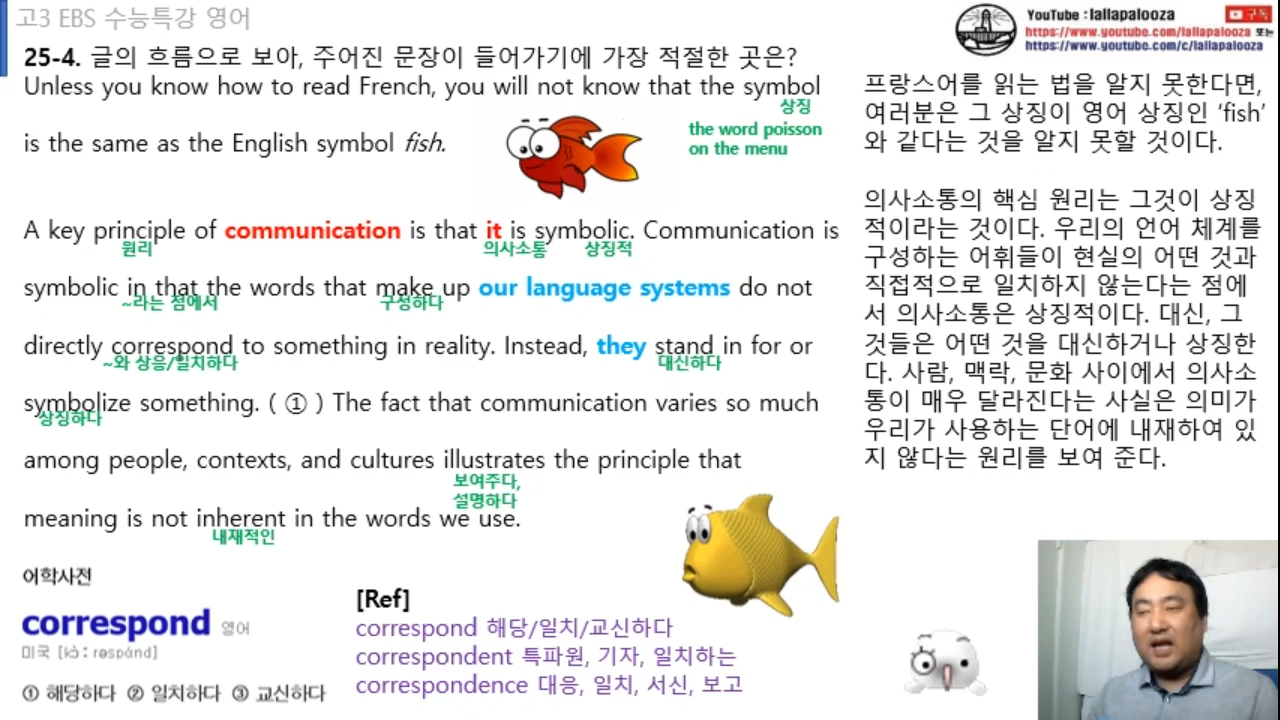 고3 EBS 수능특강 영어
YouTube : lallapalooza
구독
https://www.youtube.com/lallapalooza 또는
https://www.youtube.com/c/lallapalooza
25-4. 글의 흐름으로 보아, 주어진 문장이 들어가기에 가장 적절한 곳은?
Unless you know how to read French, you will not know that the symbol
상징
the word poisson
on the menu
is the same as the English symbol fish.
A key principle of communication is that it is symbolic. Communication is
원리 의사소통 상징적
symbolic in that the words that make up our language systems do not
~라는 점에서 구성하다
directly correspond to something in reality. Instead, they stand in for or
~와 상응/일치하다 대신하다
symbolize something. ( ① ) The fact that communication varies so much
상징하다
among people, contexts, and cultures illustrates the principle that
보여주다,
설명하다
meaning is not inherent in the words we use.
내재적인
프랑스어를 읽는 법을 알지 못한다면,
여러분은 그 상징이 영어 상징인 ‘fish’
와 같다는 것을 알지 못할 것이다.
의사소통의 핵심 원리는 그것이 상징
적이라는 것이다. 우리의 언어 체계를
구성하는 어휘들이 현실의 어떤 것과
직접적으로 일치하지 않는다는 점에
서 의사소통은 상징적이다. 대신, 그
것들은 어떤 것을 대신하거나 상징한
다. 사람, 맥락, 문화 사이에서 의사소
통이 매우 달라진다는 사실은 의미가
우리가 사용하는 단어에 내재하여 있
지 않다는 원리를 보여 준다.
어학사전
correspond 영어
미국 [kɔ̀ː rəspɑ́nd]
① 해당하다 ② 일치하다 ③ 교신하다
[Ref]
correspond 해당/일치/교신하다
correspondent 특파원, 기자, 일치하는
correspondence 대응, 일치, 서신, 보고